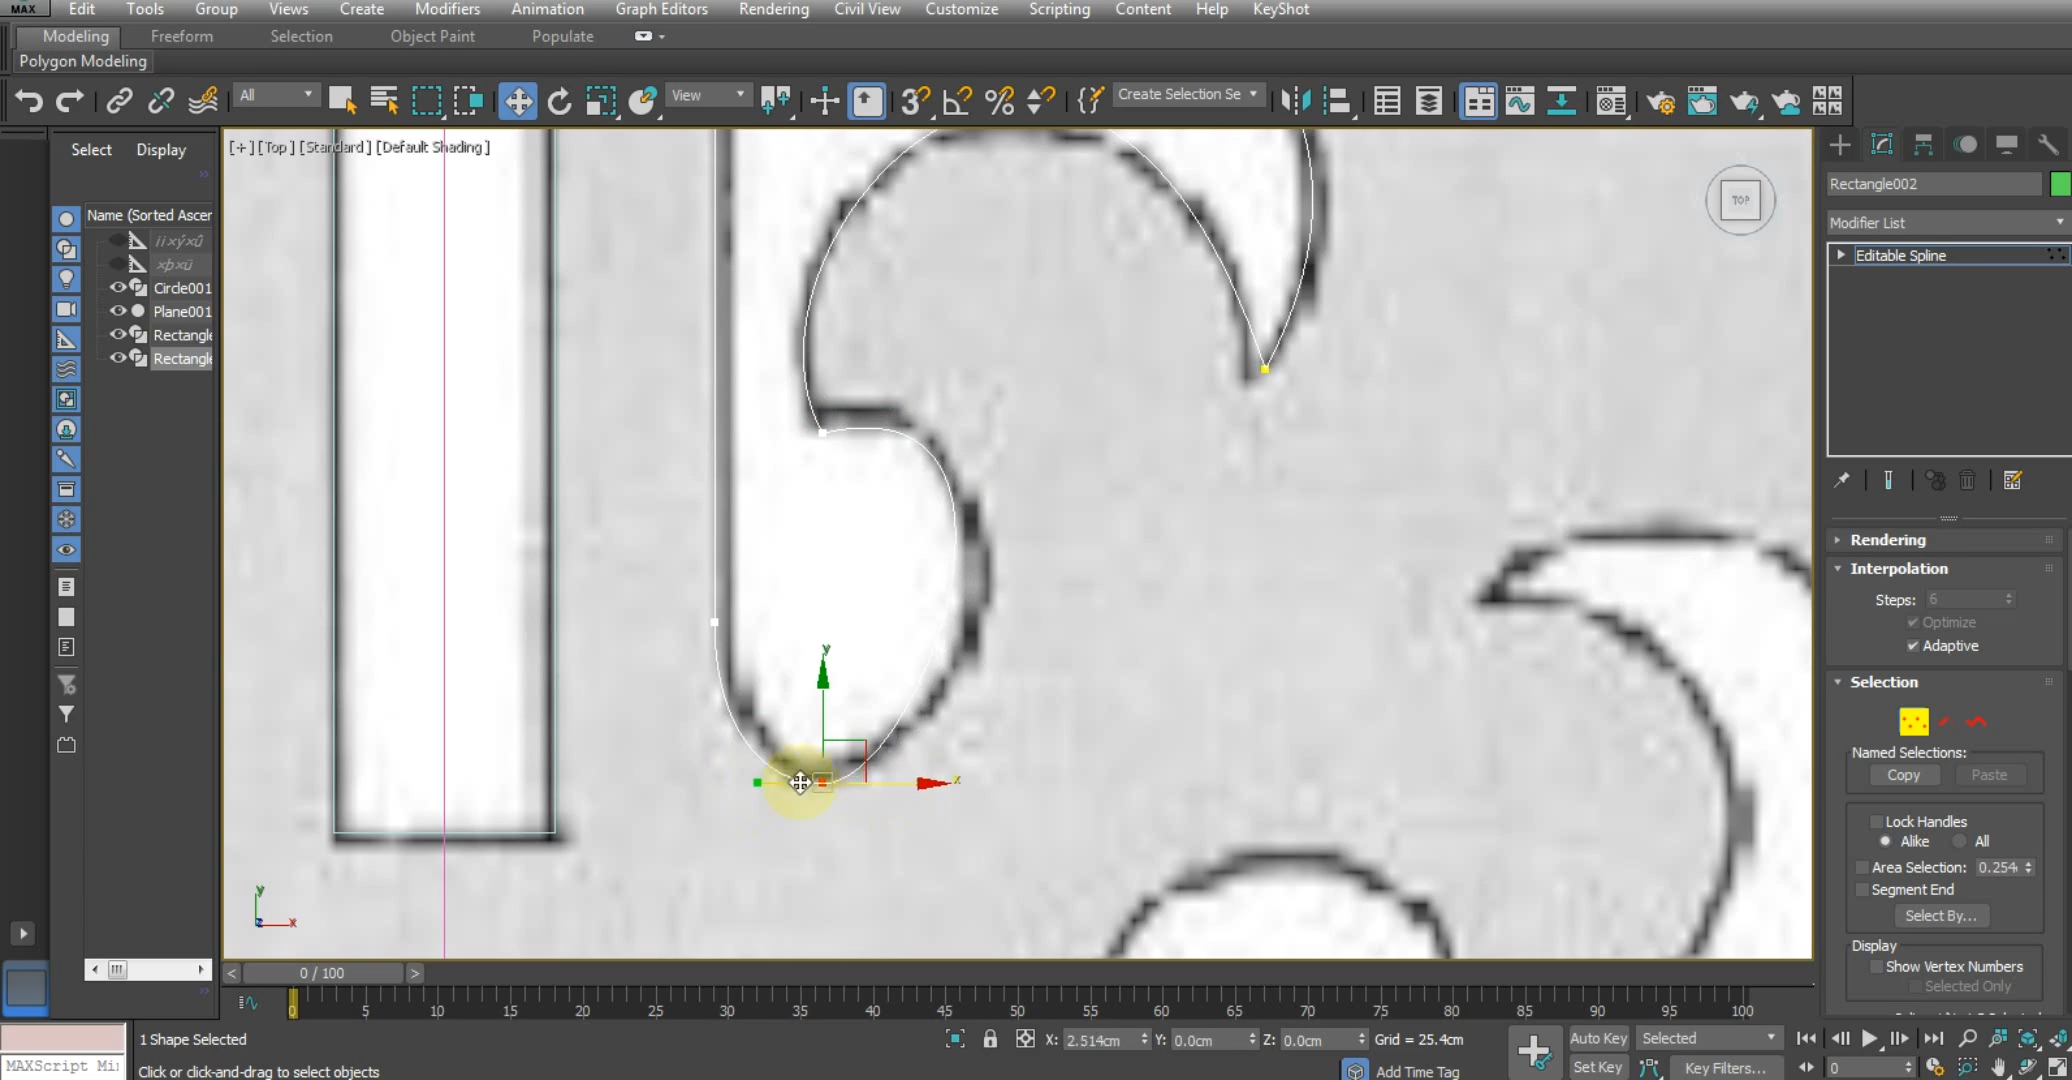 MAX Edit Tools Group Views Create Modifiers Animation Graph Editors Rendering Civil View Customize Scripting Content Help KeyShot
Modeling Freeform Selection Object Paint Populate
Polygon Modeling
All View 3 Create Selection Se
Select Display
[+] [Top] [Standard] [Default Shading]
TOP
Rectangle002
Modifier List
Editable Spline
Name (Sorted Ascer
Circle001
Plane001
Rectangle
Rectangle
Rendering
Interpolation
Steps: 6
Optimize
Adaptive
Selection
Named Selections:
Copy Paste
Lock Handles
Alike All
Area Selection: 0.254
Segment End
Select By...
Display
Show Vertex Numbers
Selected Only
y
x
y
x
z
< 0 / 100 >
0 5 10 15 20 25 30 35 40 45 50 55 60 65 70 75 80 85 90 95 100
1 Shape Selected X: 2.514cm Y: 0.0cm Z: 0.0cm Grid = 25.4cm Auto Key Selected
MAXScript Mi Click or click-and-drag to select objects Add Time Tag Set Key Key Filters... 0